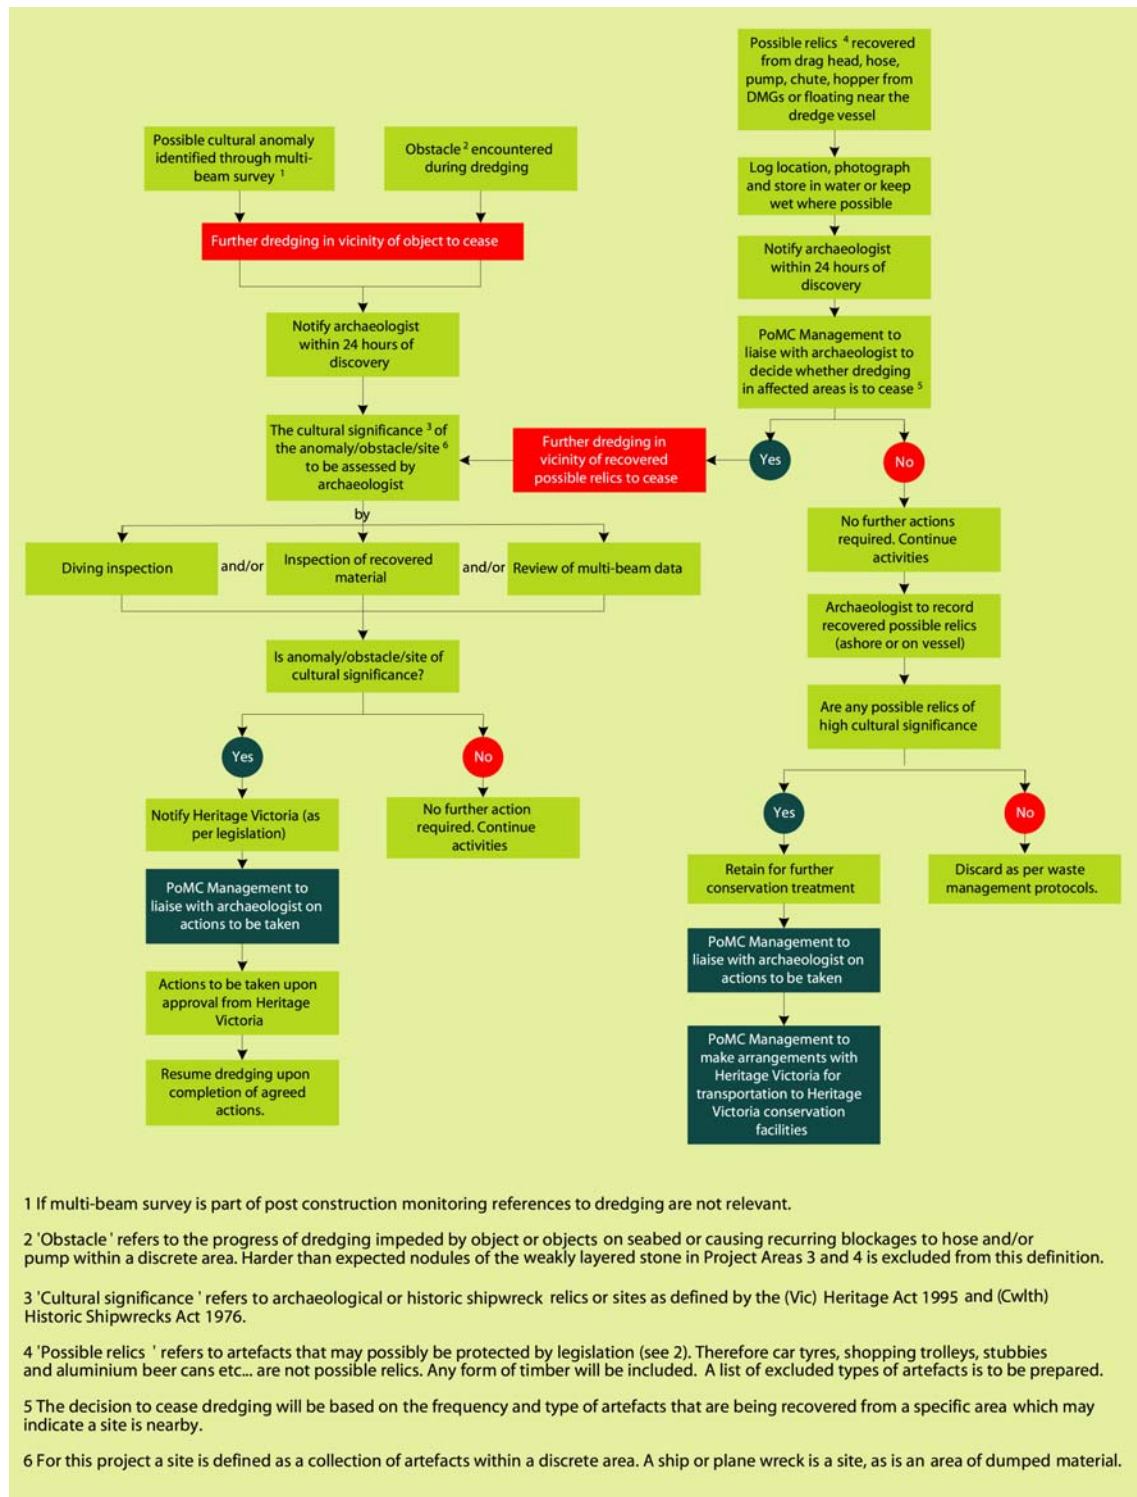 Possible relics 4 recovered
from drag head, hose,
pump, chute, hopper from
DMGs or floating near the
dredge vessel
Possible cultural anomaly
identified through multi-
beam survey 1
Obstacle 2 encountered
during dredging
Log location, photograph
and store in water or keep
wet where possible
Further dredging in vicinity of object to cease
Notify archaeologist
within 24 hours of
discovery
Notify archaeologist
within 24 hours of
discovery
PoMC Management to
liaise with archaeologist to
decide whether dredging
in affected areas is to cease 5
The cultural significance 3 of
the anomaly/obstacle/site 6
to be assessed by
archaeologist
Further dredging in
vicinity of recovered
possible relics to cease
Yes
No
by
No further actions
required. Continue
activities
Diving inspection
and/or
Inspection of recovered
material
and/or
Review of multi-beam data
Archaeologist to record
recovered possible relics
(ashore or on vessel)
Is anomaly/obstacle/site of
cultural significance?
Are any possible relics of
high cultural significance
Yes
No
Yes
No
Notify Heritage Victoria (as
per legislation)
No further action
required. Continue
activities
Retain for further
conservation treatment
Discard as per waste
management protocols.
PoMC Management to
liaise with archaeologist on
actions to be taken
PoMC Management to
liaise with archaeologist on
actions to be taken
Actions to be taken upon
approval from Heritage
Victoria
PoMC Management to
make arrangements with
Heritage Victoria for
transportation to Heritage
Victoria conservation
facilities
Resume dredging upon
completion of agreed
actions.
1 If multi-beam survey is part of post construction monitoring references to dredging are not relevant.
2 'Obstacle ' refers to the progress of dredging impeded by object or objects on seabed or causing recurring blockages to hose and/or
pump within a discrete area. Harder than expected nodules of the weakly layered stone in Project Areas 3 and 4 is excluded from this definition.
3 'Cultural significance ' refers to archaeological or historic shipwreck relics or sites as defined by the (Vic) Heritage Act 1995 and (Cwlth)
Historic Shipwrecks Act 1976.
4 'Possible relics ' refers to artefacts that may possibly be protected by legislation (see 2). Therefore car tyres, shopping trolleys, stubbies
and aluminium beer cans etc... are not possible relics. Any form of timber will be included. A list of excluded types of artefacts is to be prepared.
5 The decision to cease dredging will be based on the frequency and type of artefacts that are being recovered from a specific area which may
indicate a site is nearby.
6 For this project a site is defined as a collection of artefacts within a discrete area. A ship or plane wreck is a site, as is an area of dumped material.